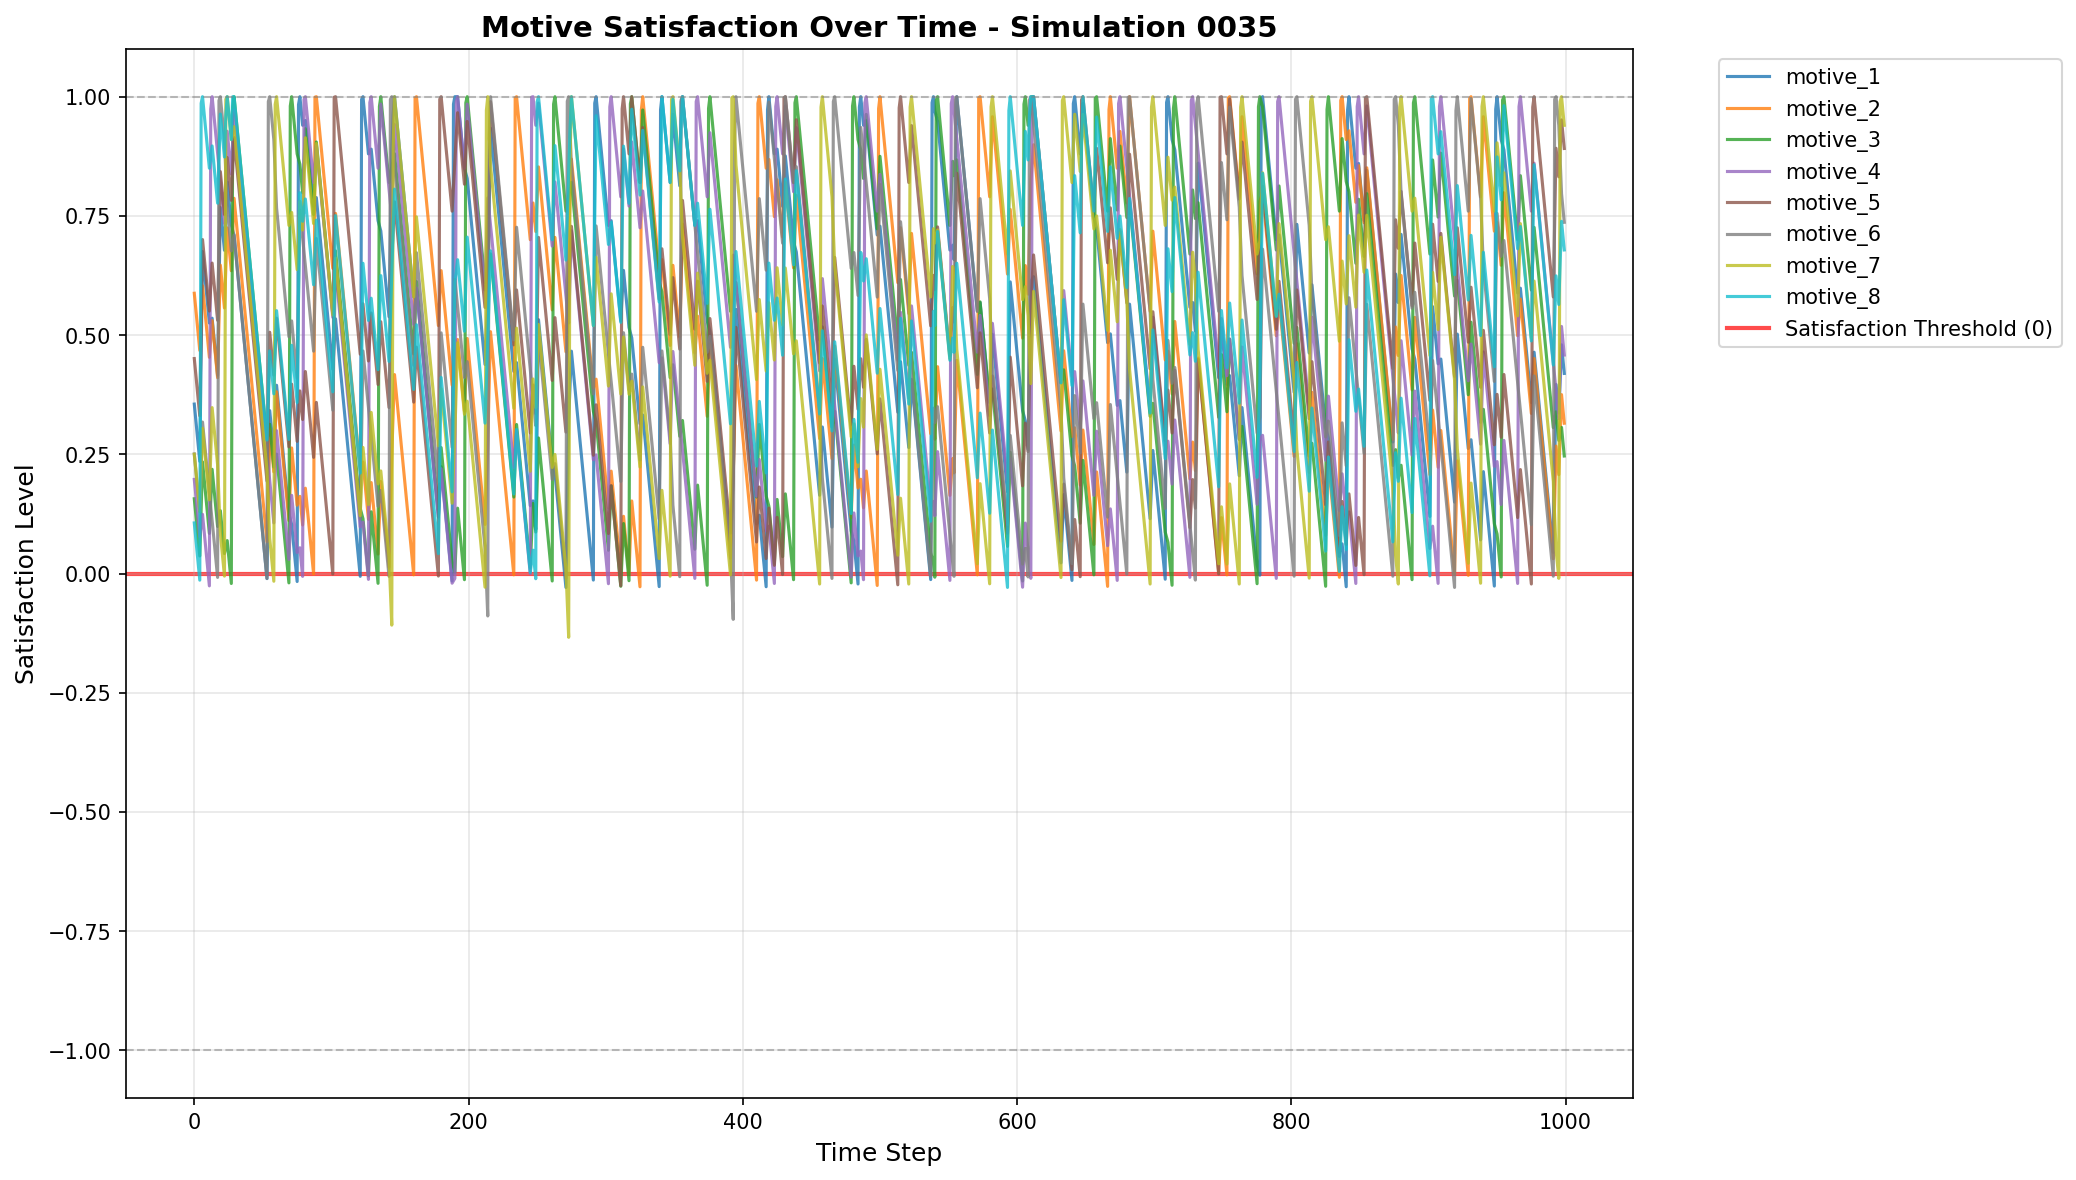 Motive Satisfaction Over Time - Simulation 0035
Satisfaction Level
1.00
0.75
0.50
0.25
0.00
−0.25
−0.50
−0.75
−1.00
0
200
400
600
800
1000
Time Step
motive_1
motive_2
motive_3
motive_4
motive_5
motive_6
motive_7
motive_8
Satisfaction Threshold (0)